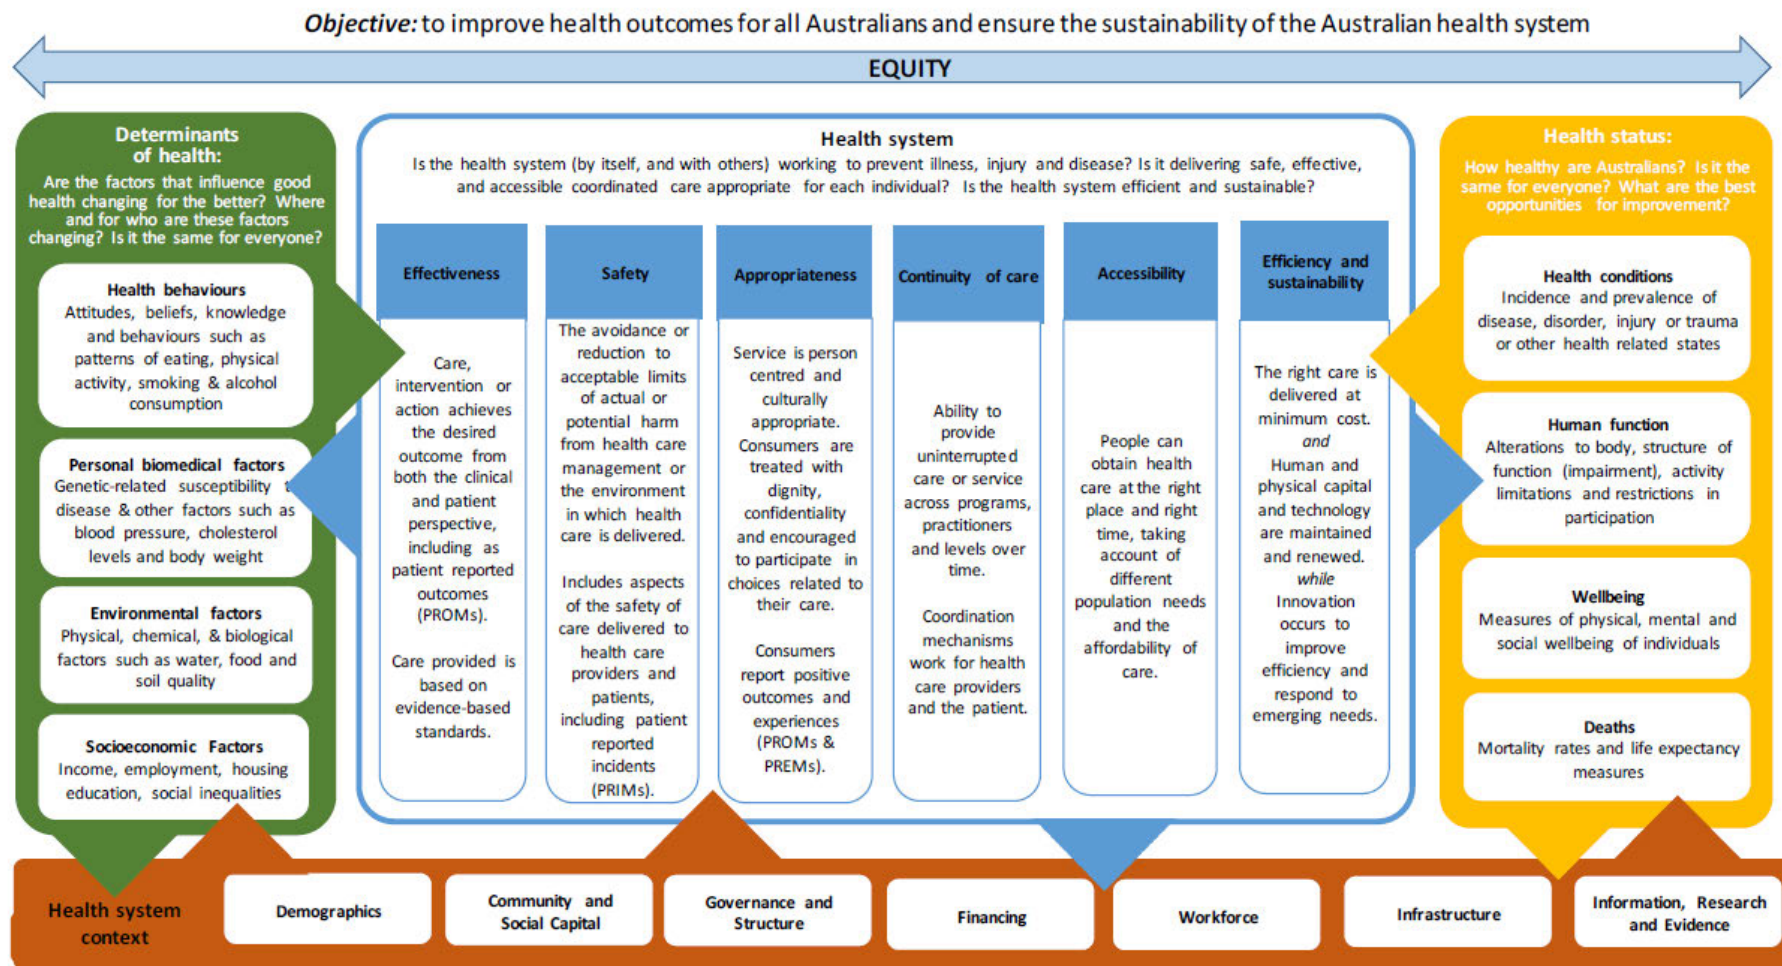 Objective: to improve health outcomes for all Australians and ensure the sustainability of the Australian health system
EQUITY
Determinants
of health:
Are the factors that influence good
health changing for the better? Where
and for who are these factors
changing? Is it the same for everyone?
Health behaviours
Attitudes, beliefs, knowledge
and behaviours such as
patterns of eating, physical
activity, smoking & alcohol
consumption
Personal biomedical factors
Genetic-related susceptibility
disease & other factors such as
blood pressure, cholesterol
levels and body weight
Environmental factors
Physical, chemical, & biological
factors such as water, food and
soil quality
Socioeconomic Factors
Income, employment, housing
education, social inequalities
Health system
Is the health system (by itself, and with others) working to prevent illness, injury and disease? Is it delivering safe, effective,
and accessible coordinated care appropriate for each individual? Is the health system efficient and sustainable?
Effectiveness
Care,
intervention or
action achieves
the desired
outcome from
both the clinical
and patient
perspective,
including as
patient reported
outcomes
(PROMs).
Care provided is
based on
evidence-based
standards.
Safety
The avoidance or
reduction to
acceptable limits
of actual or
potential harm
from health care
management or
the environment
in which health
care is delivered.
Includes aspects
of the safety of
care delivered to
health care
providers and
patients,
including patient
reported
incidents
(PRIMs).
Appropriateness
Service is person
centred and
culturally
appropriate.
Consumers are
treated with
dignity,
confidentiality
and encouraged
to participate in
choices related to
their care.
Consumers
report positive
outcomes and
experiences
(PROMs &
PREMs).
Continuity of care
Ability to
provide
uninterrupted
care or service
across programs,
practitioners
and levels over
time.
Coordination
mechanisms
work for health
care providers
and the patient.
Accessibility
People can
obtain health
care at the right
place and right
time, taking
account of
different
population needs
and the
affordability of
care.
Efficiency and
sustainability
The right care is
delivered at
minimum cost.
and
Human and
physical capital
and technology
are maintained
and renewed.
while
Innovation
occurs to
improve
efficiency and
respond to
emerging needs.
Health status:
How healthy are Australians? Is it the
same for everyone? What are the best
opportunities for improvement?
Health conditions
Incidence and prevalence of
disease, disorder, injury or trauma
or other health related states
Human function
Alterations to body, structure of
function (impairment), activity
limitations and restrictions in
participation
Wellbeing
Measures of physical, mental and
social wellbeing of individuals
Deaths
Mortality rates and life expectancy
measures
Health system
context
Demographics
Community and
Social Capital
Governance and
Structure
Financing
Workforce
Infrastructure
Information, Research
and Evidence